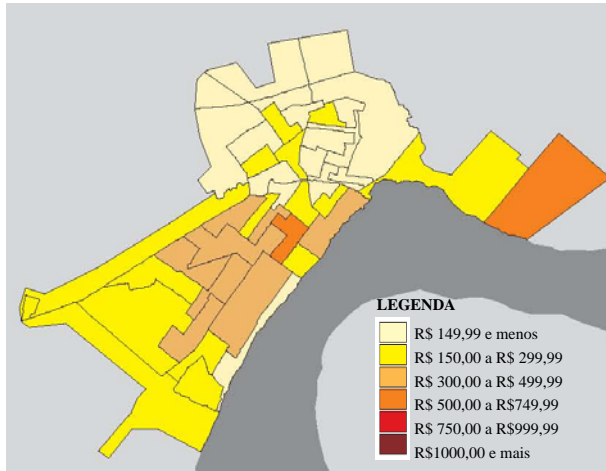 LEGENDA
R$ 149,99 e menos
R$ 150,00 a R$ 299,99
R$ 300,00 a R$ 499,99
R$ 500,00 a R$749,99
R$ 750,00 a R$999,99
R$1000,00 e mais